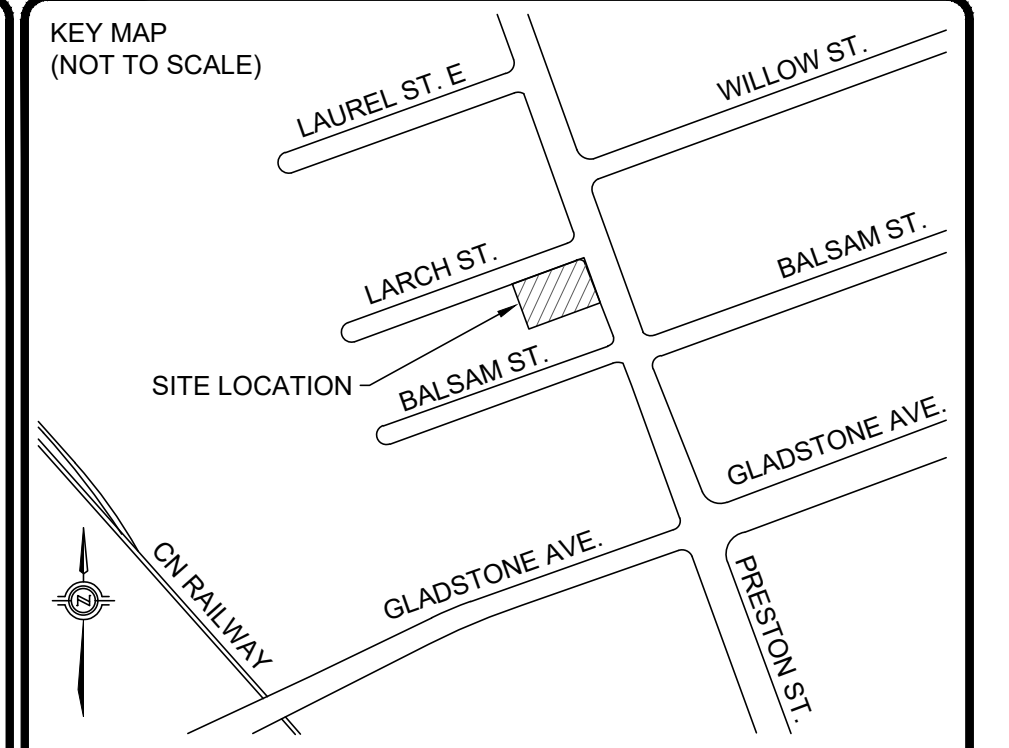 KEY MAP
(NOT TO SCALE)
LAUREL ST. E
WILLOW ST.
LARCH ST.
BALSAM ST.
SITE LOCATION
BALSAM ST.
GLADSTONE AVE.
CN RAILWAY
GLADSTONE AVE.
PRESTON ST.
N